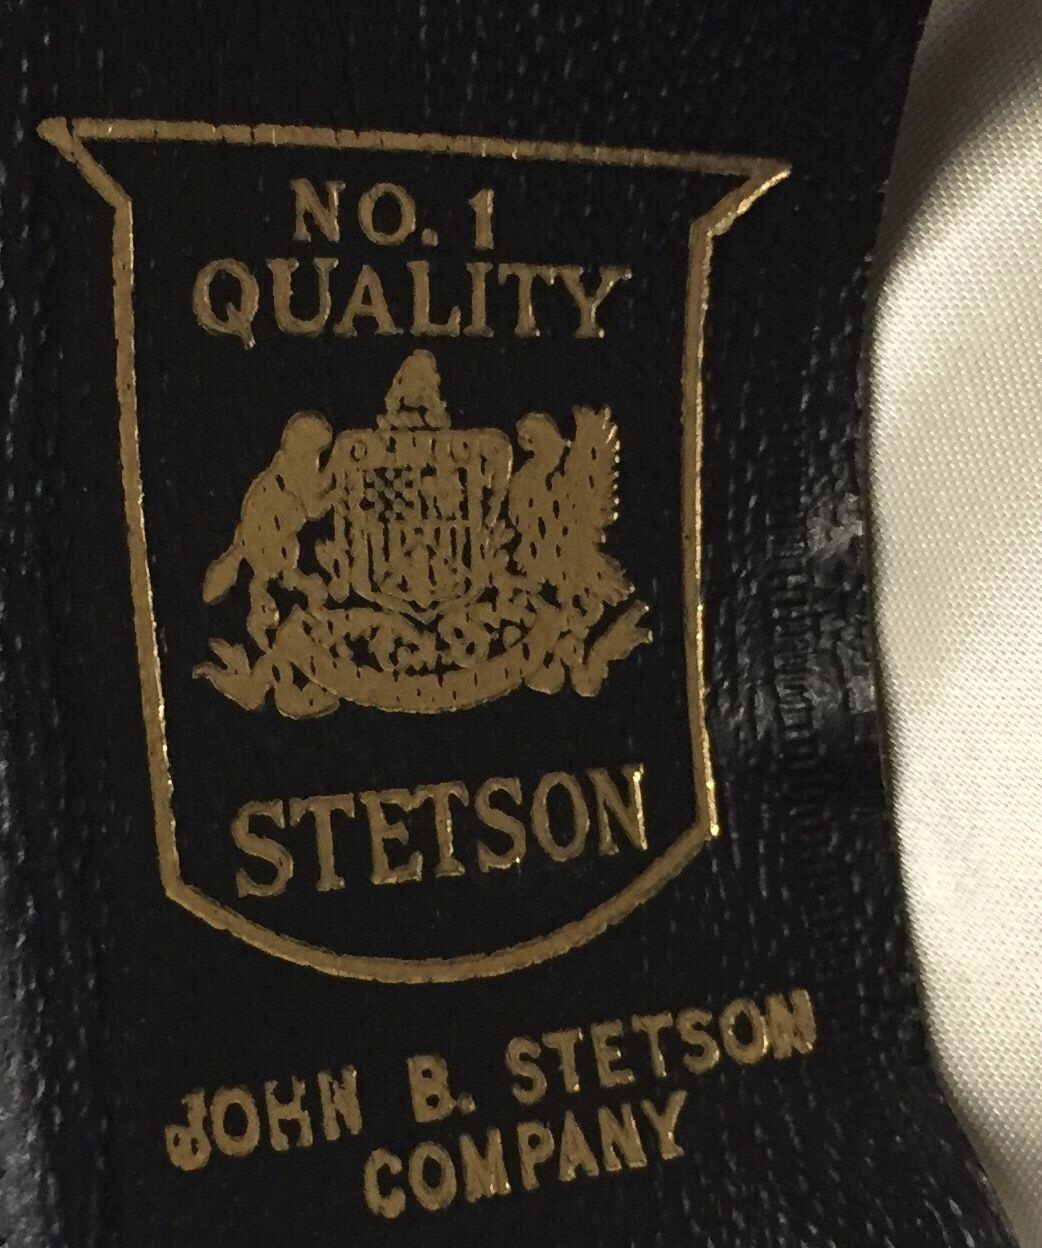 NO. 1
QUALITY
STETSON
JOHN B. STETSON
COMPANY